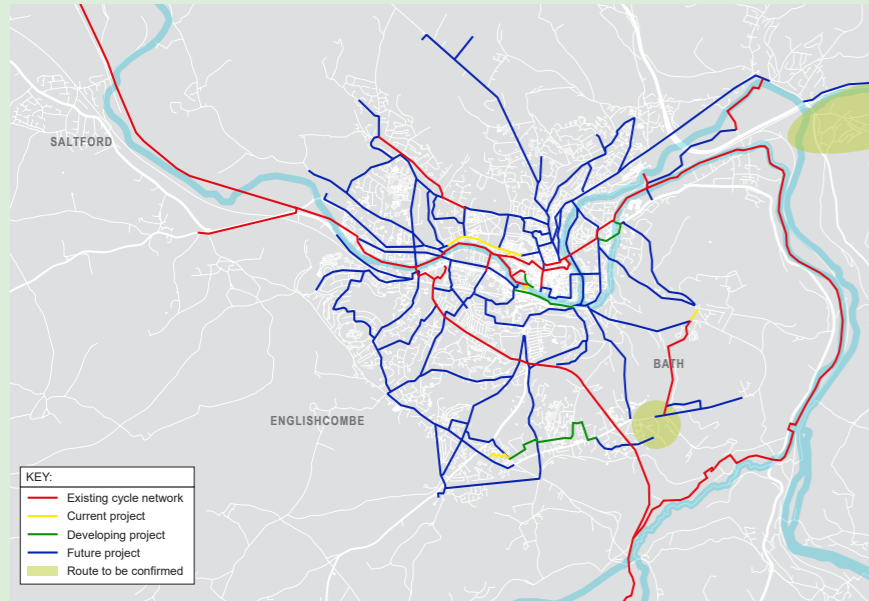 SALTFORD
BATH
ENGLISHCOMBE
KEY:
Existing cycle network
Current project
Developing project
Future project
Route to be confirmed